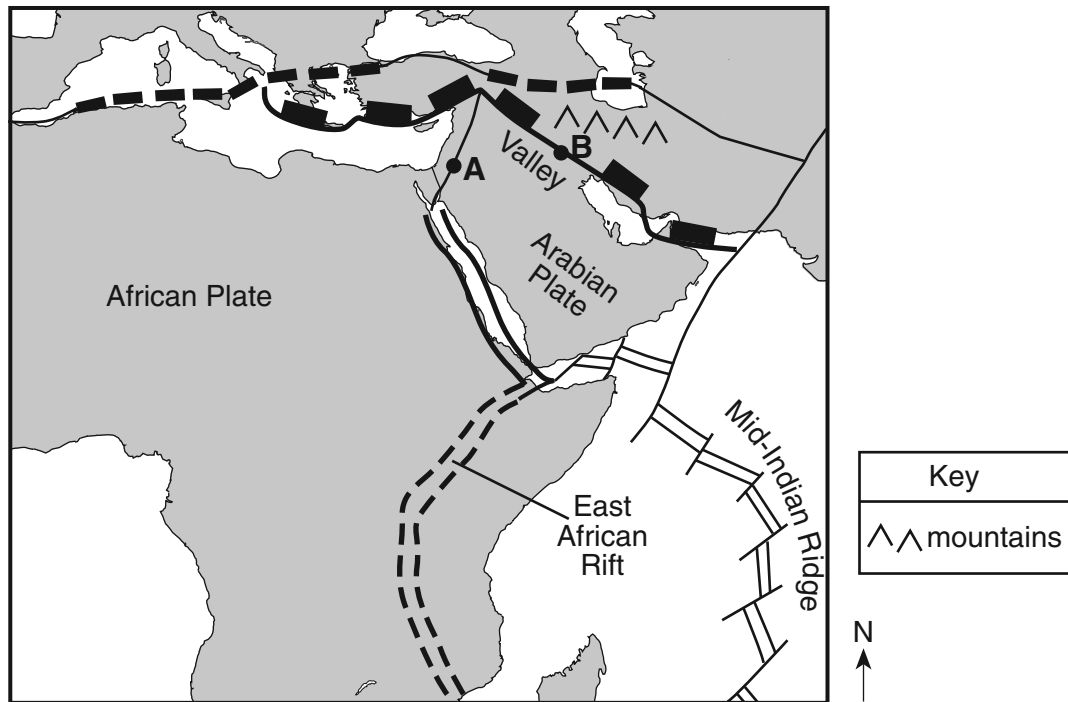 A
B
Valley
Arabian
Plate
African Plate
East
African
Rift
Mid-Indian Ridge
Key
mountains
N